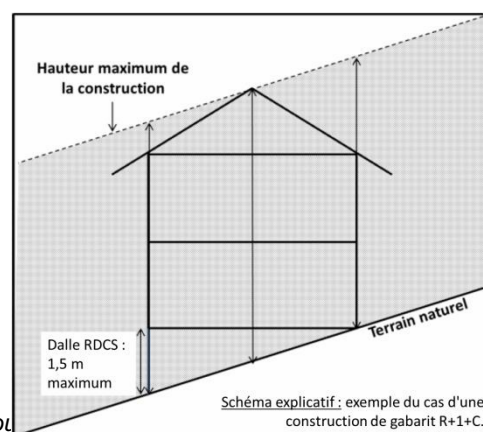 Hauteur maximum de
la construction
Terrain naturel
Dalle RDCS :
1,5 m
maximum
Schéma explicatif : exemple du cas d'une
construction de gabarit R+1+C.